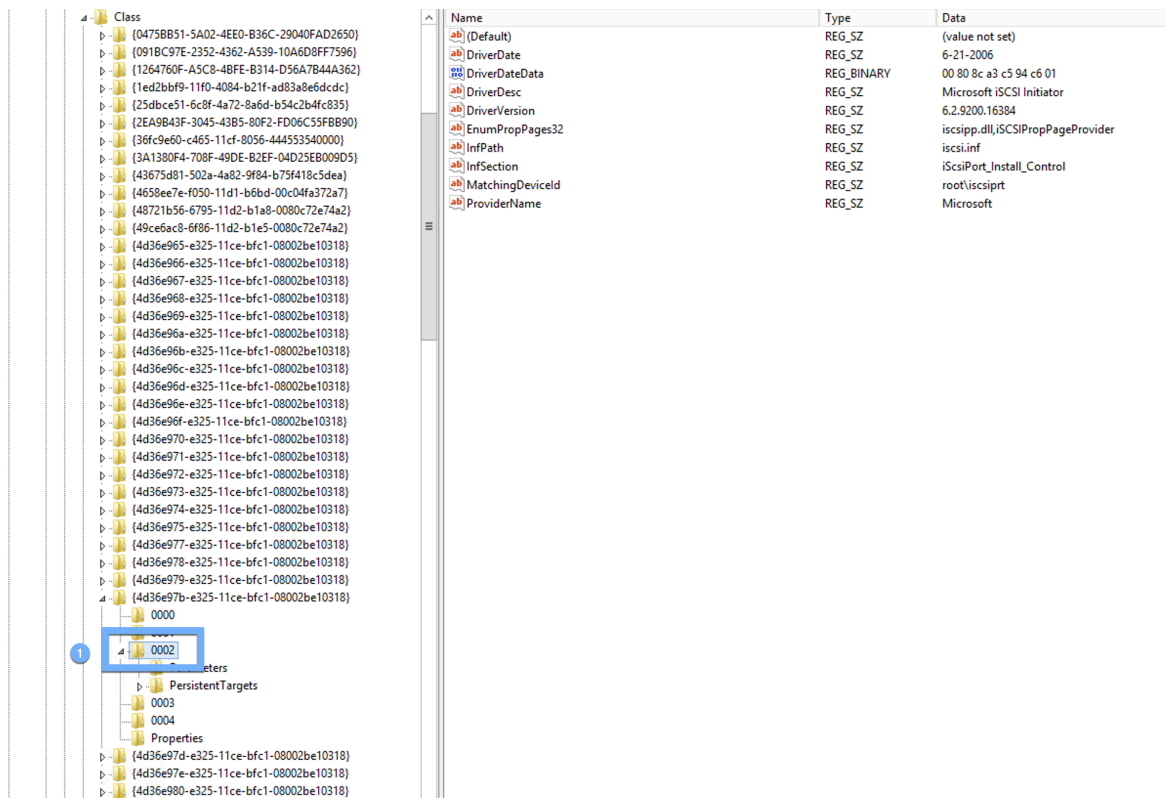 Class
{0475BB51-5A02-4EE0-B36C-29040FAD2650}
{091BC97E-2352-4362-A539-10A6D8FF7596}
{1264760F-A5C8-4BFE-B314-D56A7B44A362}
{1ed2bbf9-11f0-4084-b21f-ad83a8e6dcdc}
{25dbce51-6c8f-4a72-8a6d-b54c2b4fc835}
{2EA9B43F-3045-43B5-80F2-FD06C55FBB90}
{36fc9e60-c465-11cf-8056-444553540000}
{3A1380F4-708F-49DE-B2EF-04D25EB009D5}
{43675d81-502a-4a82-9f84-b75f418c5dea}
{4658ee7e-f050-11d1-b6bd-00c04fa372a7}
{48721b56-6795-11d2-b1a8-0080c72e74a2}
{49ce6ac8-6f86-11d2-b1e5-0080c72e74a2}
{4d36e965-e325-11ce-bfc1-08002be10318}
{4d36e966-e325-11ce-bfc1-08002be10318}
{4d36e967-e325-11ce-bfc1-08002be10318}
{4d36e968-e325-11ce-bfc1-08002be10318}
{4d36e969-e325-11ce-bfc1-08002be10318}
{4d36e96a-e325-11ce-bfc1-08002be10318}
{4d36e96b-e325-11ce-bfc1-08002be10318}
{4d36e96c-e325-11ce-bfc1-08002be10318}
{4d36e96d-e325-11ce-bfc1-08002be10318}
{4d36e96e-e325-11ce-bfc1-08002be10318}
{4d36e96f-e325-11ce-bfc1-08002be10318}
{4d36e970-e325-11ce-bfc1-08002be10318}
{4d36e971-e325-11ce-bfc1-08002be10318}
{4d36e972-e325-11ce-bfc1-08002be10318}
{4d36e973-e325-11ce-bfc1-08002be10318}
{4d36e974-e325-11ce-bfc1-08002be10318}
{4d36e975-e325-11ce-bfc1-08002be10318}
{4d36e977-e325-11ce-bfc1-08002be10318}
{4d36e978-e325-11ce-bfc1-08002be10318}
{4d36e979-e325-11ce-bfc1-08002be10318}
{4d36e97b-e325-11ce-bfc1-08002be10318}
0000
1
0002
PersistentTargets
0003
0004
Properties
{4d36e97d-e325-11ce-bfc1-08002be10318}
{4d36e97e-e325-11ce-bfc1-08002be10318}
{4d36e980-e325-11ce-bfc1-08002be10318}
Name Type Data
(Default) REG_SZ (value not set)
DriverDate REG_SZ 6-21-2006
DriverDateData REG_BINARY 00 80 8c a3 c5 94 c6 01
DriverDesc REG_SZ Microsoft iSCSI Initiator
DriverVersion REG_SZ 6.2.9200.16384
EnumPropPages32 REG_SZ iscsipp.dll,iSCSIPropPageProvider
InfPath REG_SZ iscsi.inf
InfSection REG_SZ iScsiPort_Install_Control
MatchingDeviceId REG_SZ root\iscsiprt
ProviderName REG_SZ Microsoft